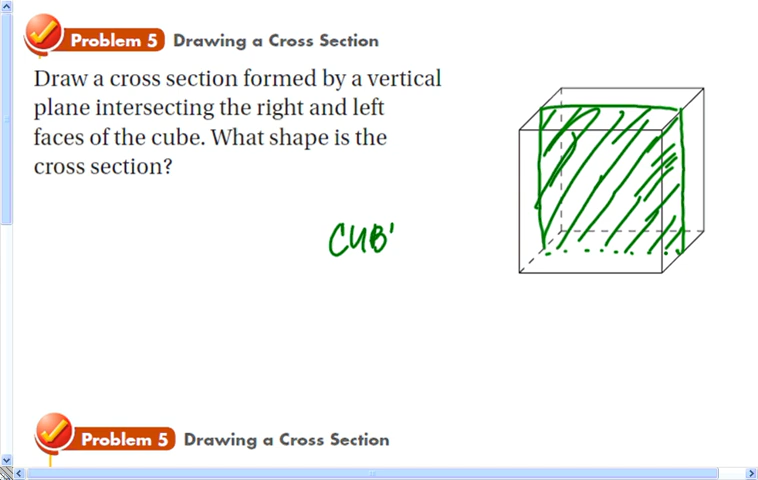 Problem 5 Drawing a Cross Section
Draw a cross section formed by a vertical
plane intersecting the right and left
faces of the cube. What shape is the
cross section?
CUB'
Problem 5 Drawing a Cross Section